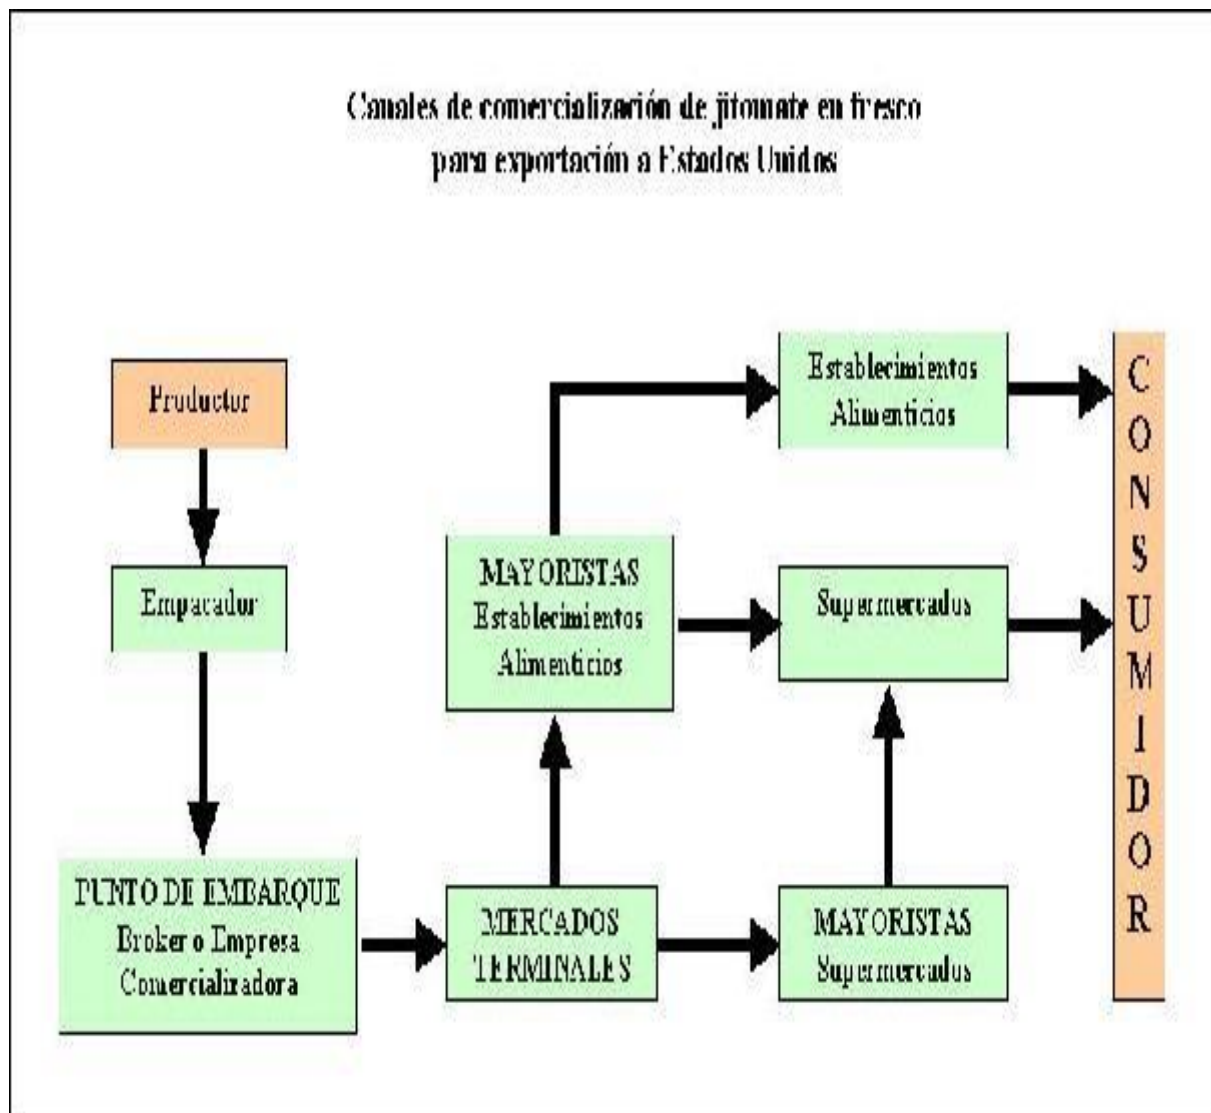 Canales de comercialización de jitomate en fresco
para exportación a Estados Unidos
Productor
Empacador
PUNTO DE EMBARQUE
Broker o Empresa
Comercializadora
MERCADOS
TERMINALES
MAYORISTAS
Establecimientos
Alimenticios
MAYORISTAS
Supermercados
Establecimientos
Alimenticios
Supermercados
CONSUMIDOR